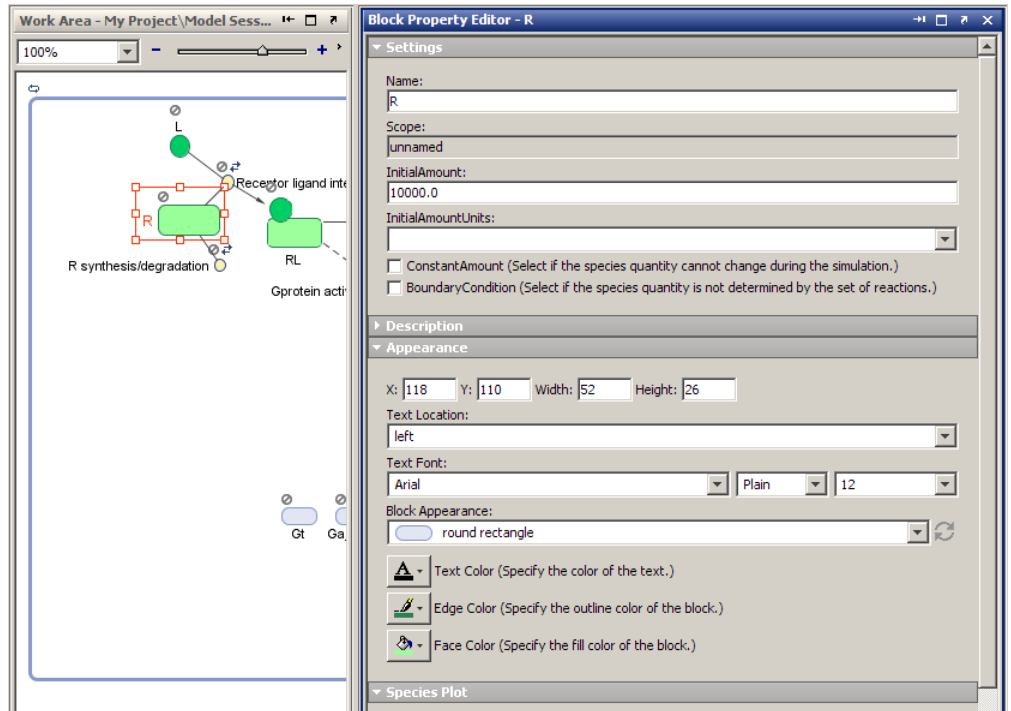 Work Area - My Project\Model Sess...
100%
L
Receptor ligand inte
R
RL
R synthesis/degradation
Gprotein activ
Gt
Ga_
Block Property Editor - R
Settings
Name:
R
Scope:
unnamed
InitialAmount:
10000.0
InitialAmountUnits:
ConstantAmount (Select if the species quantity cannot change during the simulation.)
BoundaryCondition (Select if the species quantity is not determined by the set of reactions.)
Description
Appearance
X: 118 Y: 110 Width: 52 Height: 26
Text Location:
left
Text Font:
Arial Plain 12
Block Appearance:
round rectangle
A Text Color (Specify the color of the text.)
Edge Color (Specify the outline color of the block.)
Face Color (Specify the fill color of the block.)
Species Plot